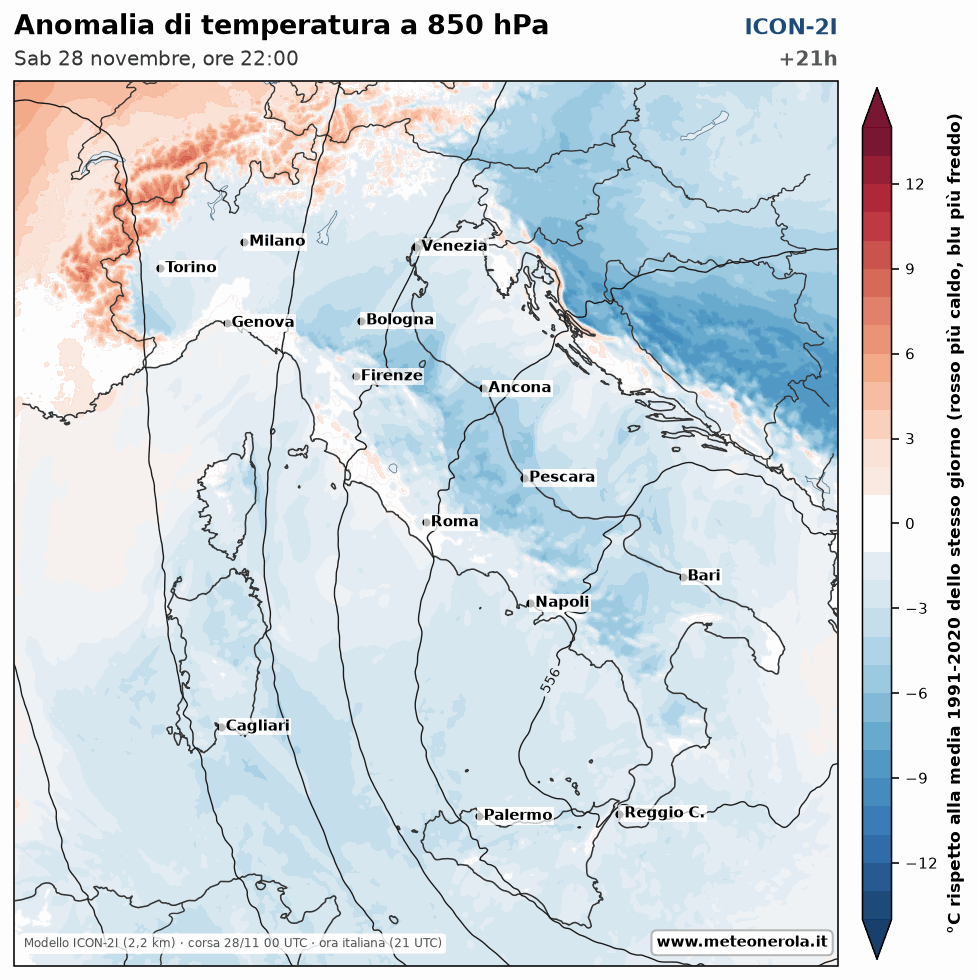 Anomalia di temperatura a 850 hPa
ICON-2I
Sab 28 novembre, ore 22:00
+21h
Milano
Venezia
Torino
Genova
Bologna
Firenze
Ancona
Pescara
Roma
Bari
Napoli
556
Cagliari
Palermo
Reggio C.
12
9
6
3
0
−3
−6
−9
−12
°C rispetto alla media 1991-2020 dello stesso giorno (rosso più caldo, blu più freddo)
Modello ICON-2I (2,2 km) · corsa 28/11 00 UTC · ora italiana (21 UTC)
www.meteonerola.it